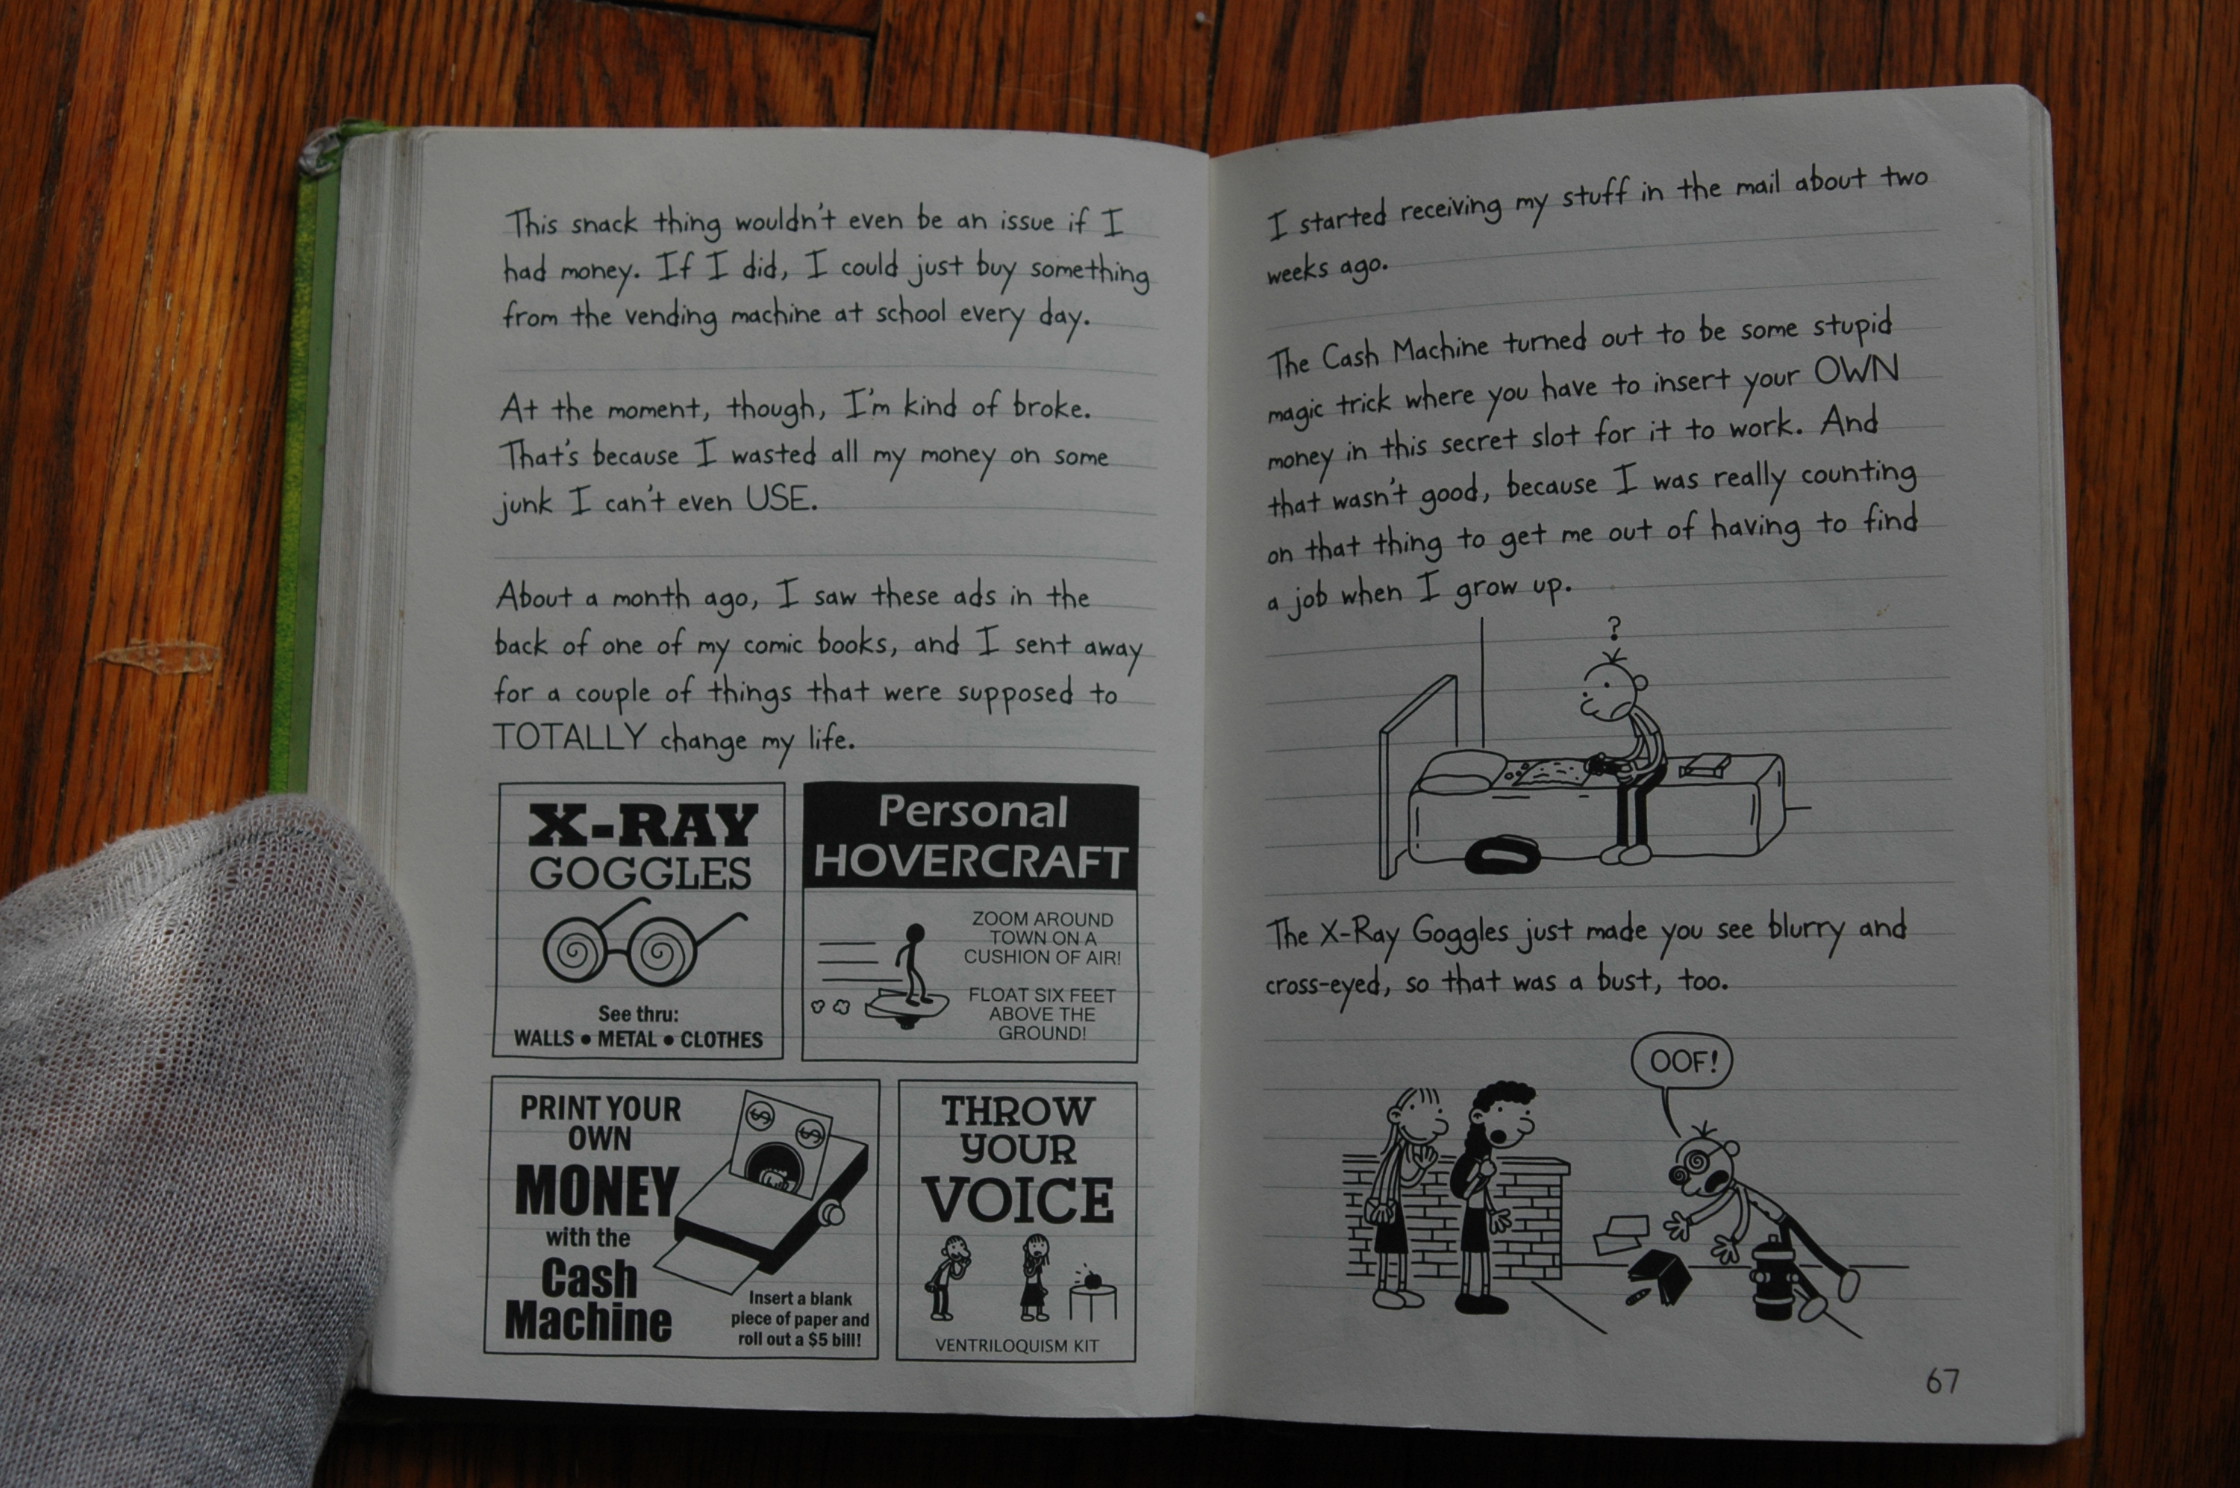 This snack thing wouldn't even be an issue if I
had money. If I did, I could just buy something
from the vending machine at school every day.
At the moment, though, I'm kind of broke.
That's because I wasted all my money on some
junk I can't even USE.
About a month ago, I saw these ads in the
back of one of my comic books, and I sent away
for a couple of things that were supposed to
TOTALLY change my life.
X-RAY
GOGGLES
See thru:
WALLS • METAL • CLOTHES
Personal
HOVERCRAFT
ZOOM AROUND
TOWN ON A
CUSHION OF AIR!
FLOAT SIX FEET
ABOVE THE
GROUND!
PRINT YOUR
OWN
MONEY
with the
Cash
Machine
$ $
Insert a blank
piece of paper and
roll out a $5 bill!
THROW
YOUR
VOICE
VENTRILOQUISM KIT
I started receiving my stuff in the mail about two
weeks ago.
The Cash Machine turned out to be some stupid
magic trick where you have to insert your OWN
money in this secret slot for it to work. And
that wasn't good, because I was really counting
on that thing to get me out of having to find
a job when I grow up.
?
The X-Ray Goggles just made you see blurry and
cross-eyed, so that was a bust, too.
OOF!
67